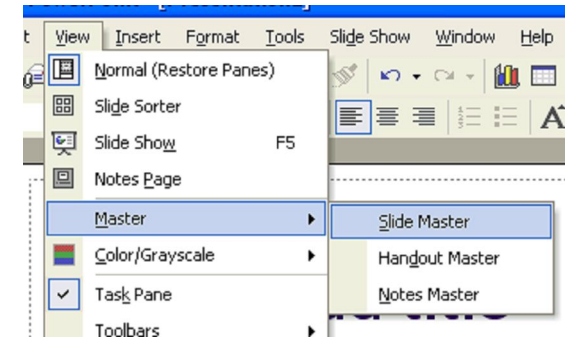 t View Insert Format Tools Slide Show Window Help
Normal (Restore Panes)
Slide Sorter
Slide Show F5
Notes Page
Master
Slide Master
Color/Grayscale
Handout Master
Task Pane
Notes Master
Toolbars
title